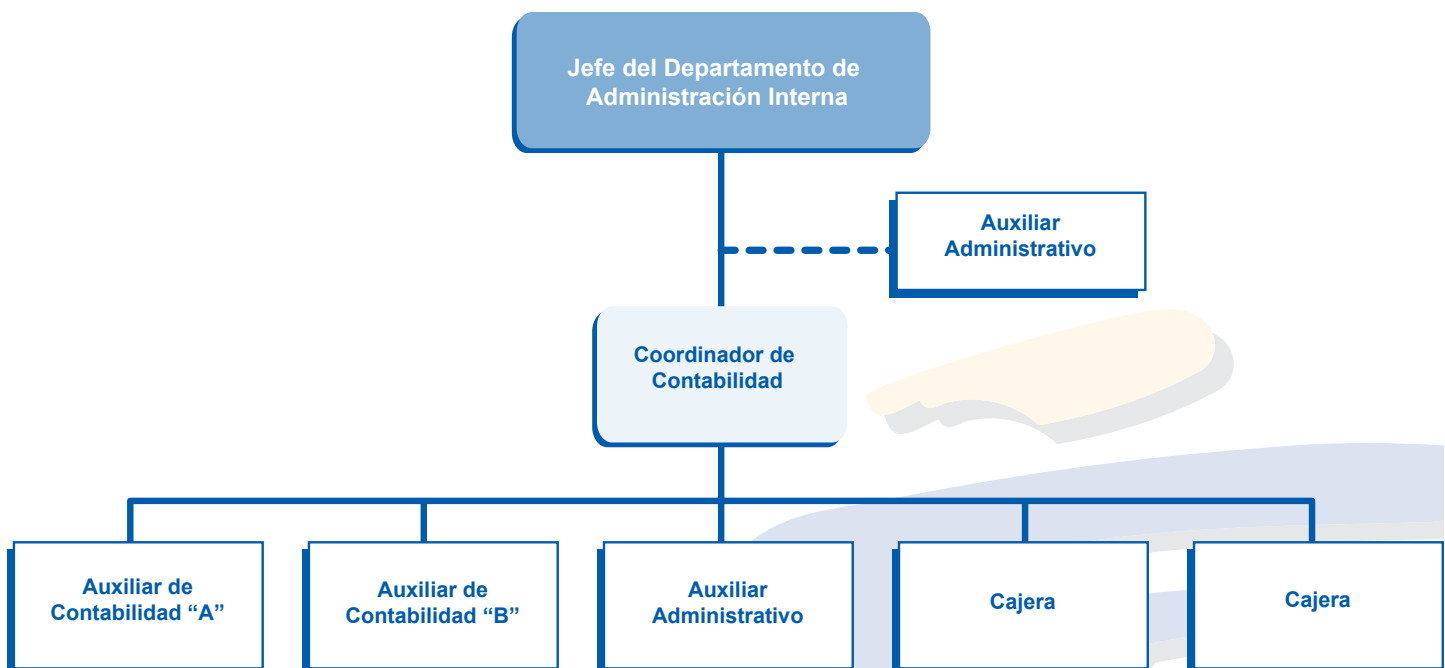 Jefe del Departamento de
Administración Interna
Auxiliar
Administrativo
Coordinador de
Contabilidad
Auxiliar de
Contabilidad “A”
Auxiliar de
Contabilidad “B”
Auxiliar
Administrativo
Cajera
Cajera